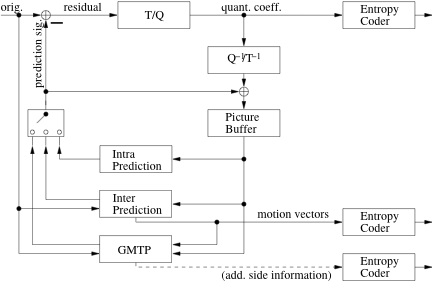 orig.
residual
T/Q
quant. coeff.
Entropy
Coder
prediction sig.
Q⁻¹/T⁻¹
Picture
Buffer
Intra
Prediction
Inter
Prediction
motion vectors
Entropy
Coder
GMTP
(add. side information)
Entropy
Coder